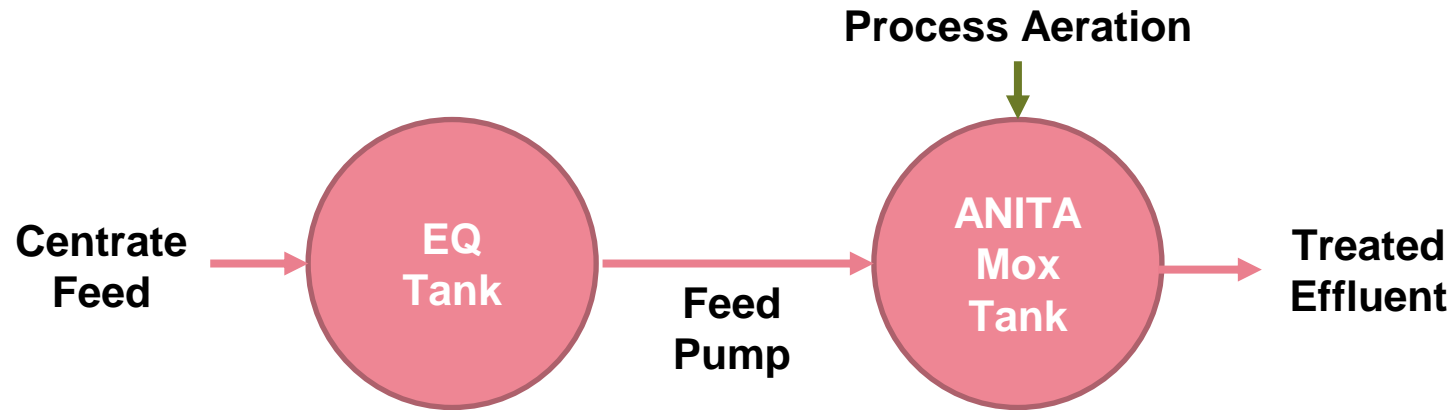 Process Aeration
Centrate
Feed
EQ
Tank
Feed
Pump
ANITA
Mox
Tank
Treated
Effluent